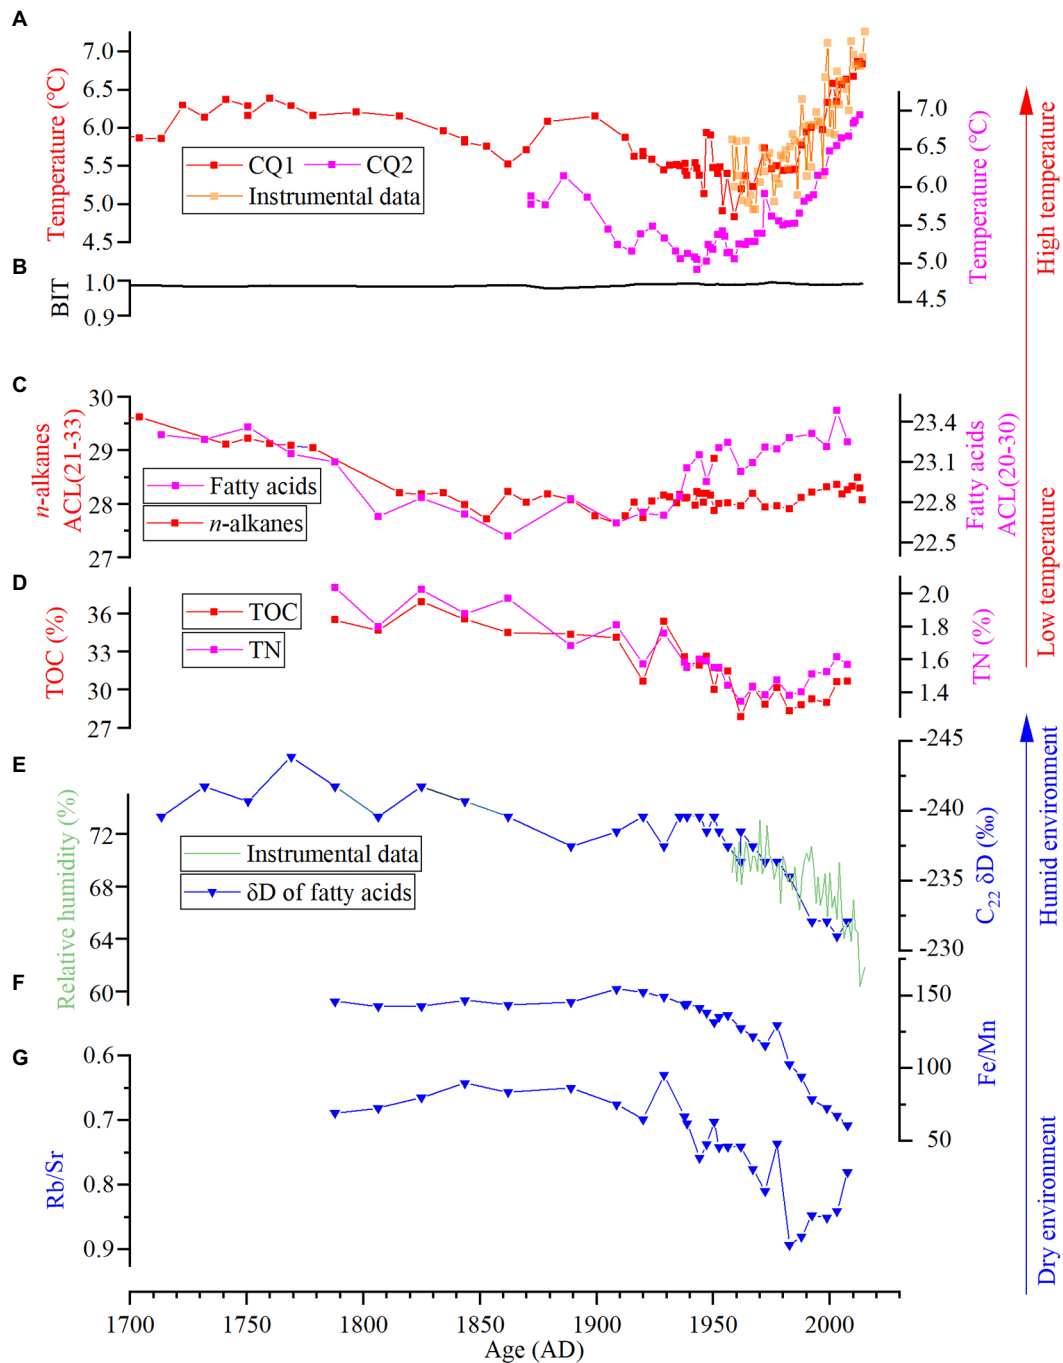 A
7.0
6.5
6.0
5.5
5.0
4.5
Temperature (°C)
CQ1
CQ2
Instrumental data
7.0
6.5
6.0
5.5
5.0
4.5
Temperature (°C)
High temperature
B
1.0
0.9
BIT
C
30
29
28
27
n-alkanes
ACL(21-33)
Fatty acids
n-alkanes
23.4
23.1
22.8
22.5
Fatty acids
ACL(20-30)
Low temperature
D
36
33
30
27
TOC (%)
TOC
TN
2.0
1.8
1.6
1.4
TN (%)
E
72
68
64
60
Relative humidity (%)
Instrumental data
δD of fatty acids
-245
-240
-235
-230
C22 δD (‰)
Humid environment
F
150
100
50
Fe/Mn
G
0.6
0.7
0.8
0.9
Rb/Sr
Dry environment
1700
1750
1800
1850
1900
1950
2000
Age (AD)